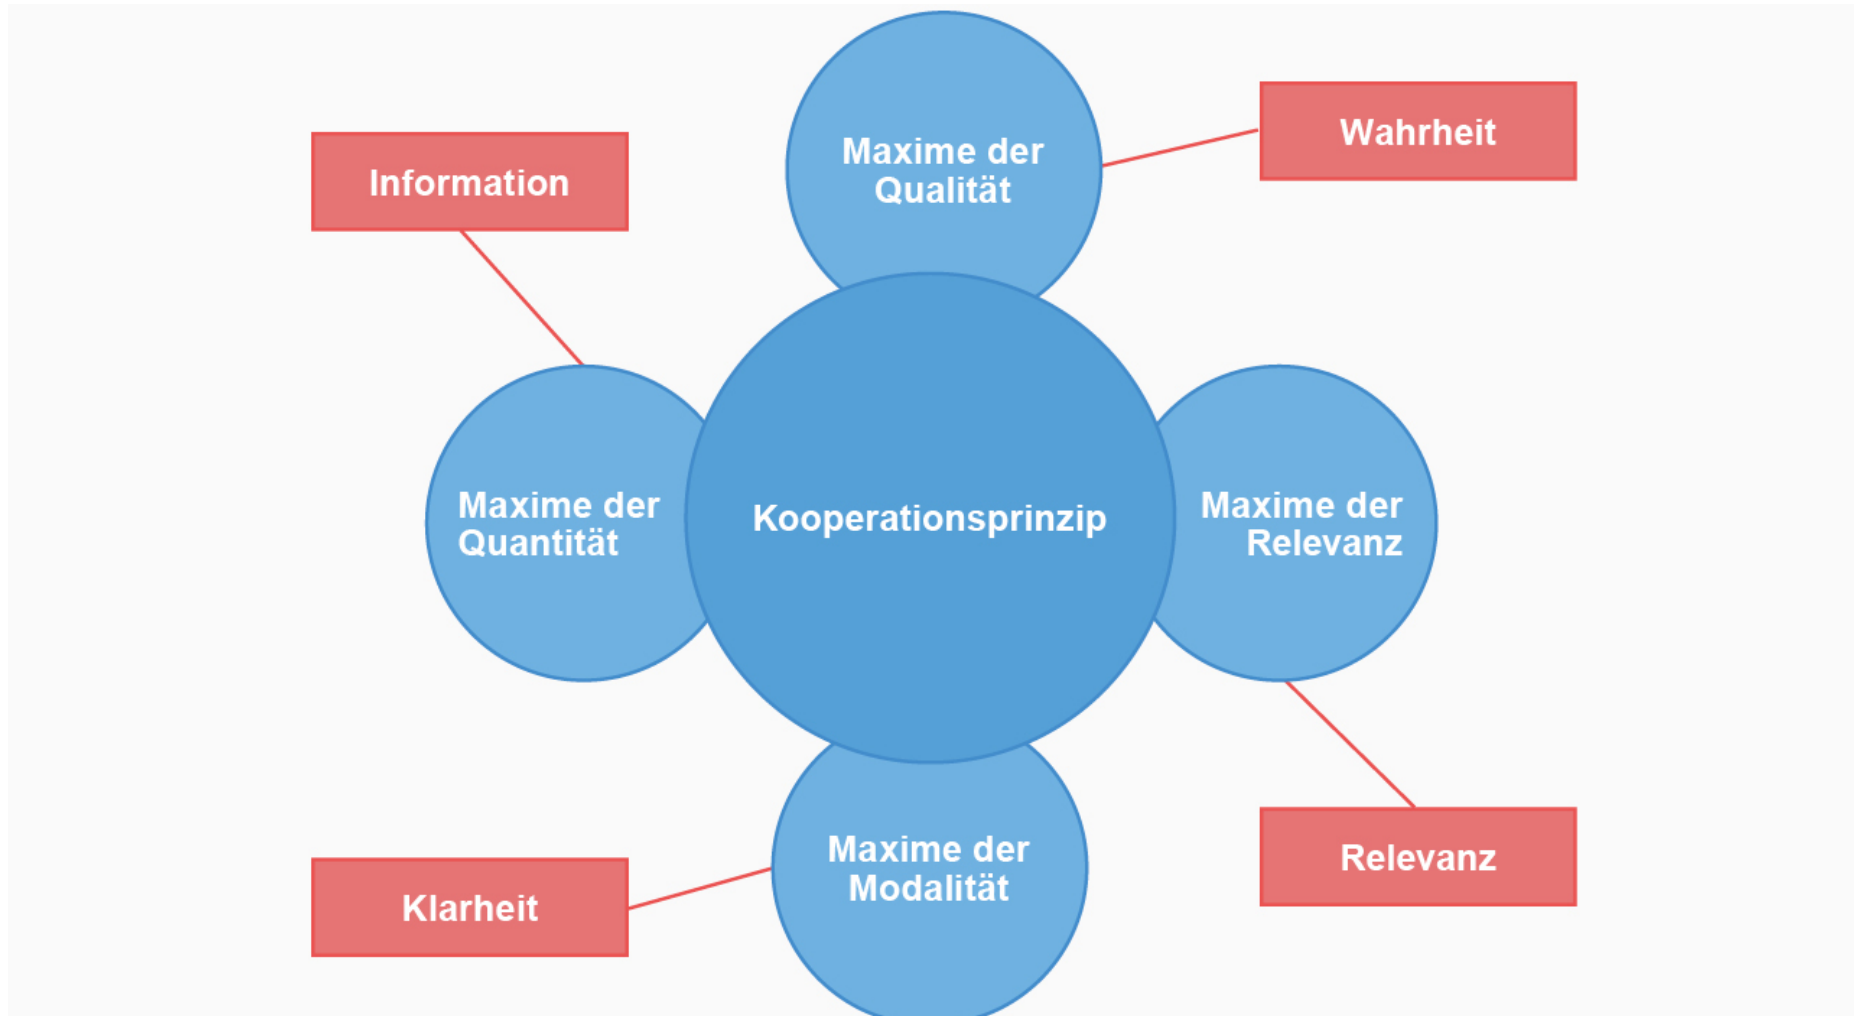 Maxime der
Qualität
Wahrheit
Information
Maxime der
Quantität
Kooperationsprinzip
Maxime der
Relevanz
Maxime der
Modalität
Relevanz
Klarheit